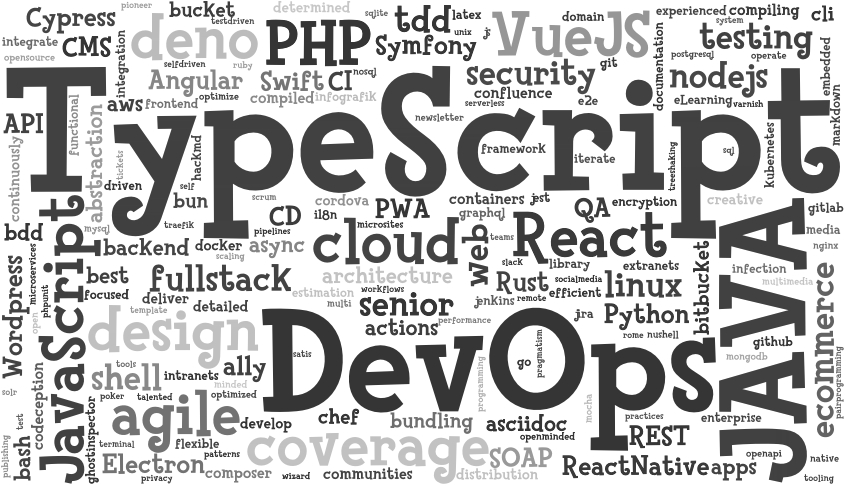 pioneer
bucket
determined
sqlite
tdd
latex
domain
experienced
compiling
cli
Cypress
testdriven
deno
PHP
unix
js
VueJS
system
testing
integrate
CMS
integration
Symfony
documentation
postgresql
operate
embedded
opensource
selfdriven
ruby
nosql
security
git
nodejs
Angular
Swift
CI
confluence
markdown
aws
frontend
optimize
compiled
infografik
serverless
e2e
eLearning
varnish
API
functional
TypeScript
newsletter
continuously
abstraction
tickets
hackmd
framework
iterate
treeshaking
sql
kubernetes
driven
self
bun
scrum
cordova
containers
jest
encryption
creative
gitlab
mysql
traefik
CD
il8n
PWA
graphql
QA
bdd
pipelines
microsites
media
backend
docker
scaling
async
cloud
web
teams
React
nginx
Wordpress
microservices
JavaScript
best
fullstack
architecture
slack
library
extranets
bitbucket
JAVA
infection
focused
workflows
Rust
socialmedia
linux
multimedia
phpunit
deliver
detailed
estimation
multi
senior
jenkins
remote
efficient
ecommerce
open
template
actions
performance
jra
Python
design
DevOps
rome
nushell
github
satis
go
pragmatism
mongodb
pairprogramming
solr
codeception
tools
shell
intranets
ally
programming
minded
poker
talented
optimized
mocha
test
ghostinspector
agile
develop
chef
bundling
asciidoc
practices
enterprise
openminded
REST
publishing
bash
terminal
flexible
patterns
coverage
SOAP
openapi
native
Electron
composer
wizard
communities
distribution
ReactNative
apps
privacy
tooling